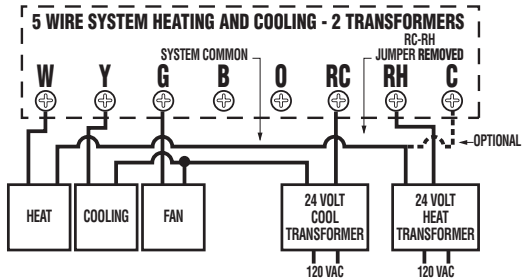 5 WIRE SYSTEM HEATING AND COOLING - 2 TRANSFORMERS
SYSTEM COMMON
RC-RH
JUMPER REMOVED
W Y G B O RC RH C
OPTIONAL
HEAT
COOLING
FAN
24 VOLT
COOL
TRANSFORMER
24 VOLT
HEAT
TRANSFORMER
120 VAC
120 VAC